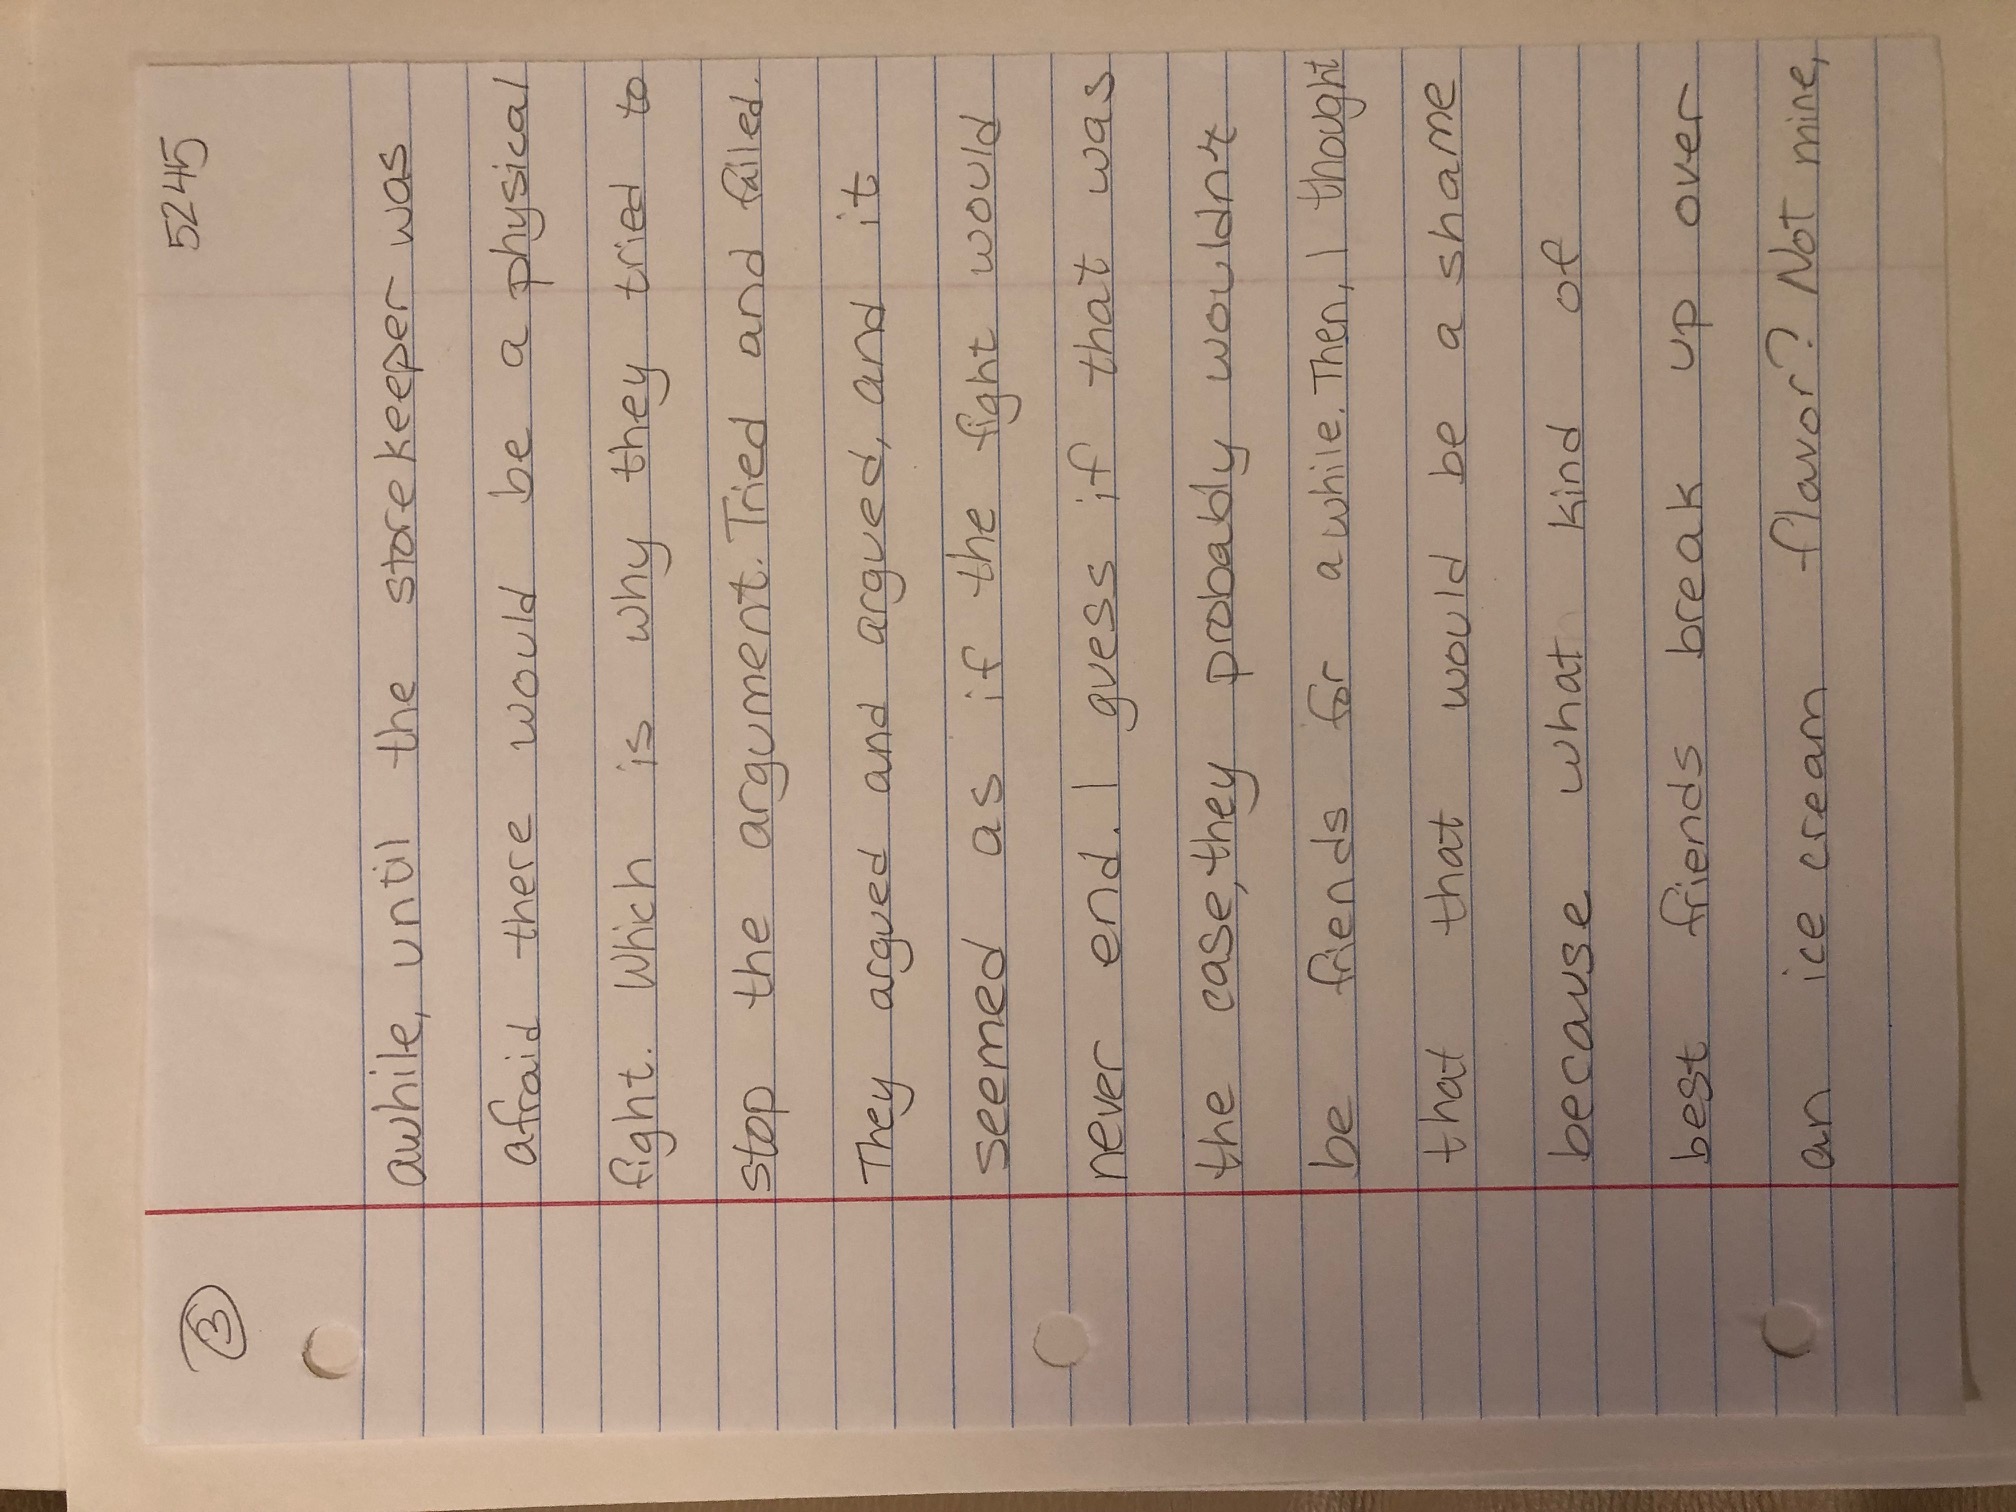 3
5245
awhile, until the storekeeper was
afraid there would be a physical
fight. Which is why they tried to
stop the argument. Tried and failed.
They argued and argued, and it
seemed as if the fight would
never end. I guess if that was
the case, they probably wouldn't
be friends for awhile. Then, I thought
that that would be a shame
because what kind of
best friends break up over
an ice cream flavor? Not mine,